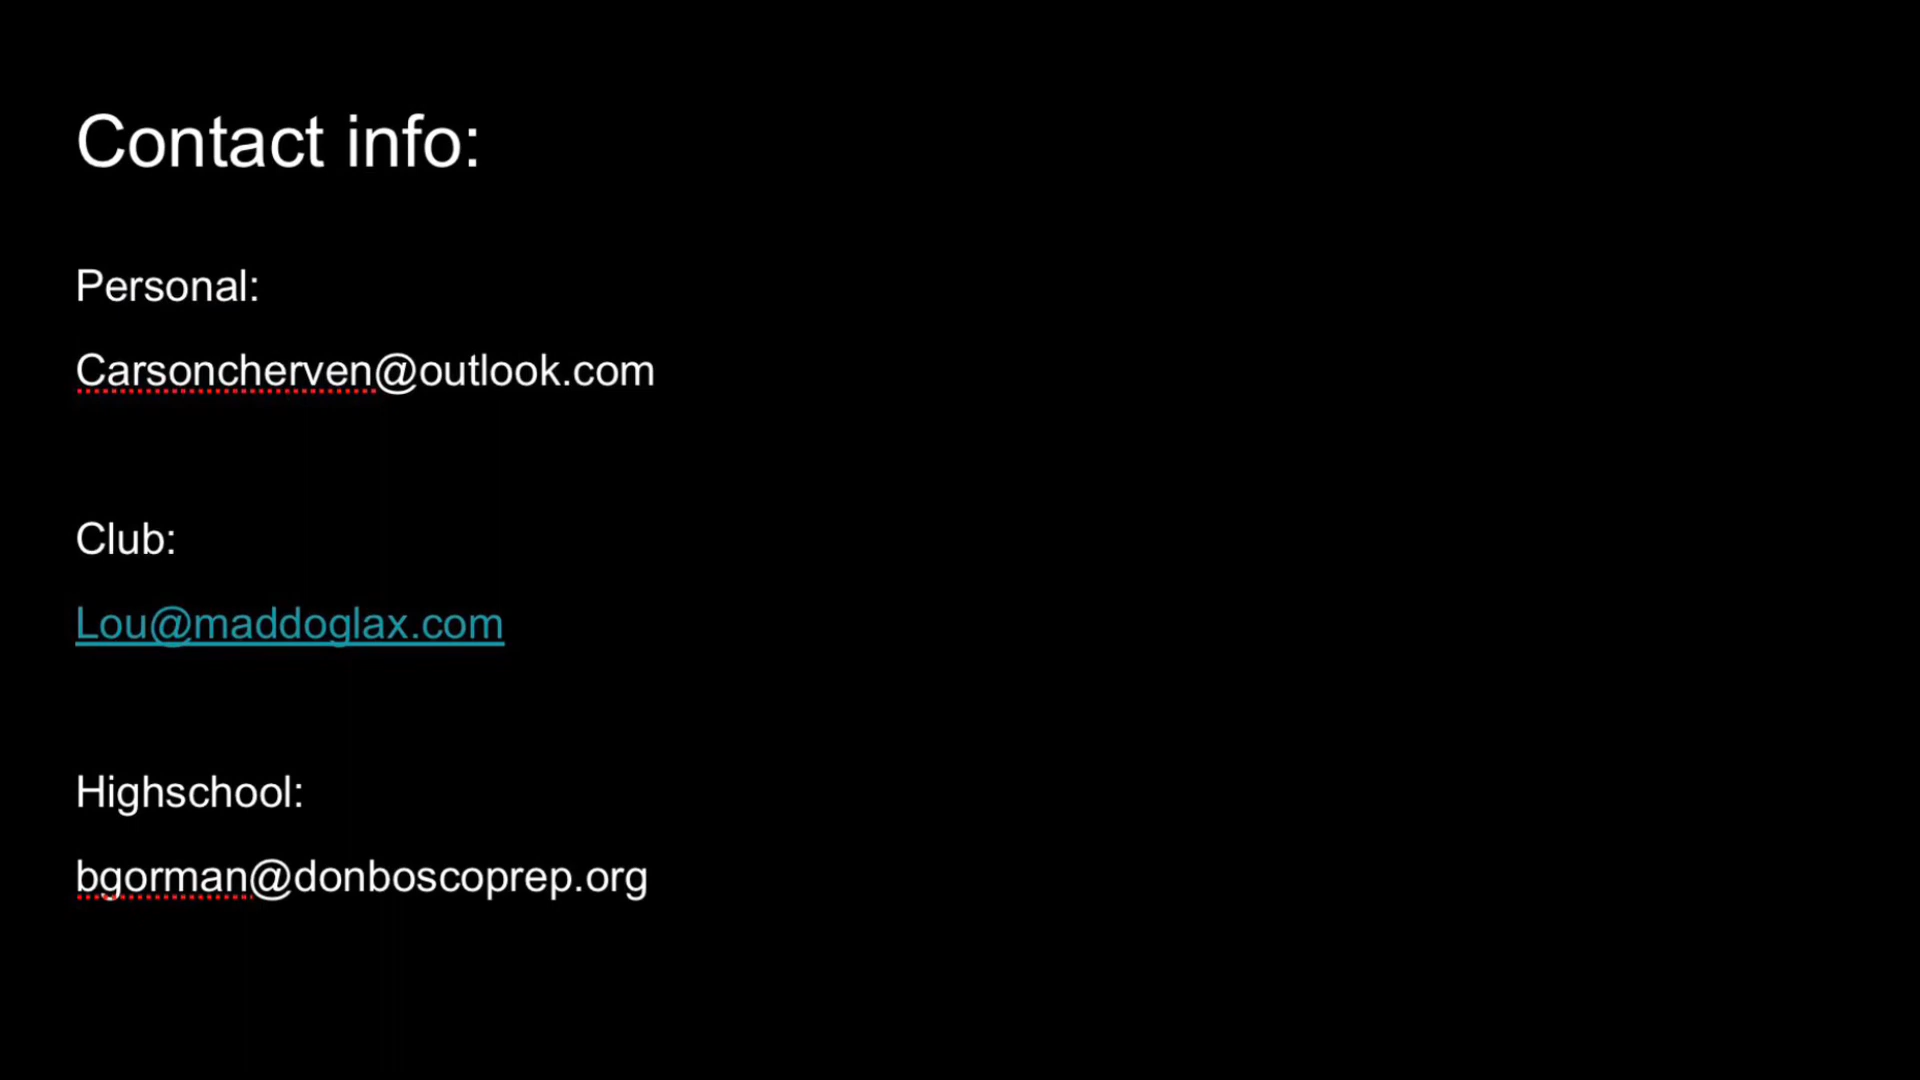 Contact info:
Personal:
Carsoncherven@outlook.com
Club:
Lou@maddoglax.com
Highschool:
bgorman@donboscoprep.org